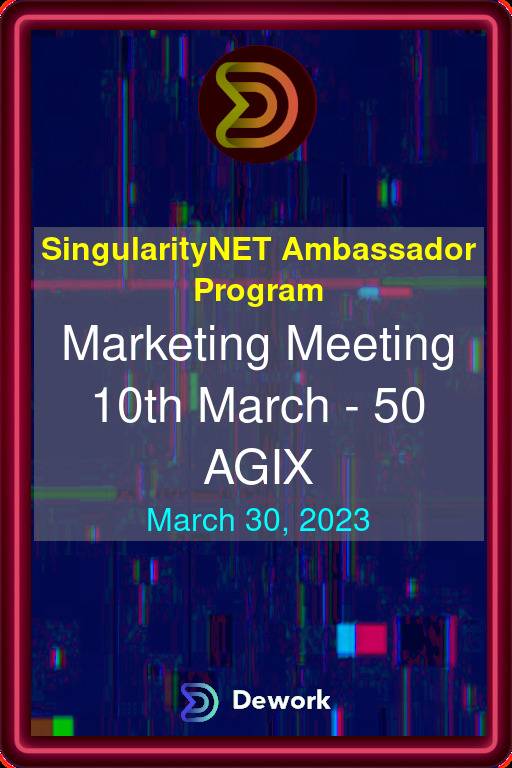 SingularityNET Ambassador
Program
Marketing Meeting
10th March - 50
AGIX
March 30, 2023
Dework